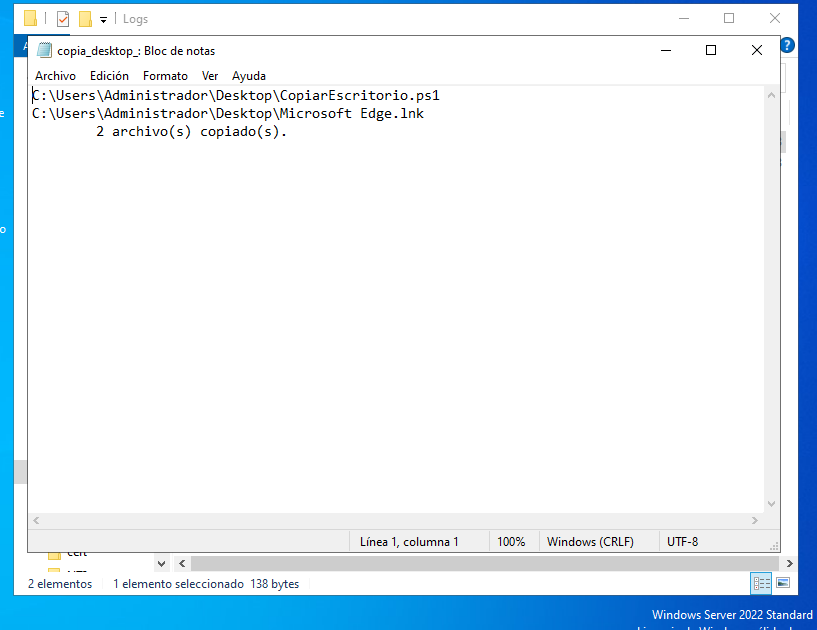 Logs
copia_desktop_: Bloc de notas
Archivo Edición Formato Ver Ayuda
C:\Users\Administrador\Desktop\CopiarEscritorio.ps1
C:\Users\Administrador\Desktop\Microsoft Edge.lnk
2 archivo(s) copiado(s).
Línea 1, columna 1 100% Windows (CRLF) UTF-8
2 elementos 1 elemento seleccionado 138 bytes
Windows Server 2022 Standard